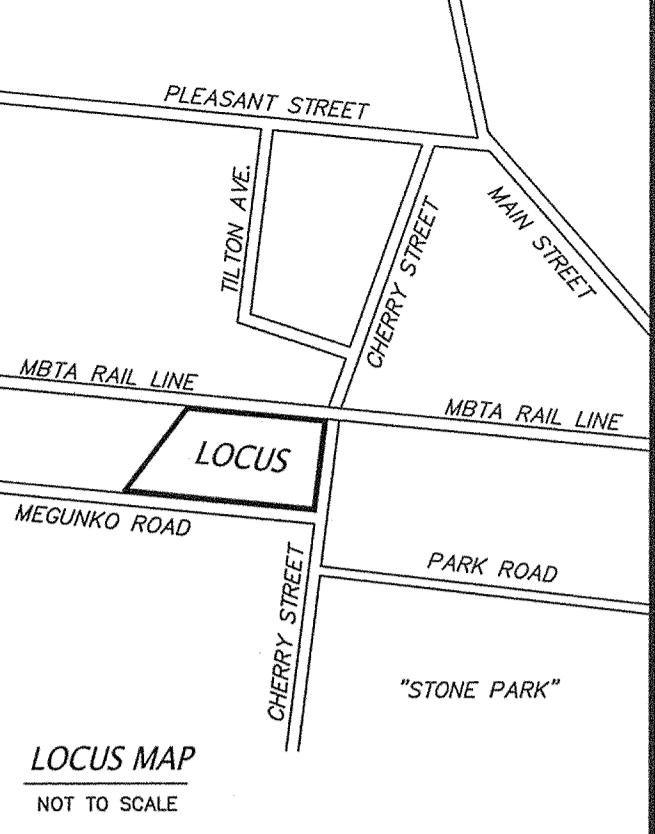 PLEASANT STREET
TILTON AVE.
MAIN STREET
CHERRY STREET
MBTA RAIL LINE
MBTA RAIL LINE
LOCUS
MEGUNKO ROAD
PARK ROAD
CHERRY STREET
"STONE PARK"
LOCUS MAP
NOT TO SCALE